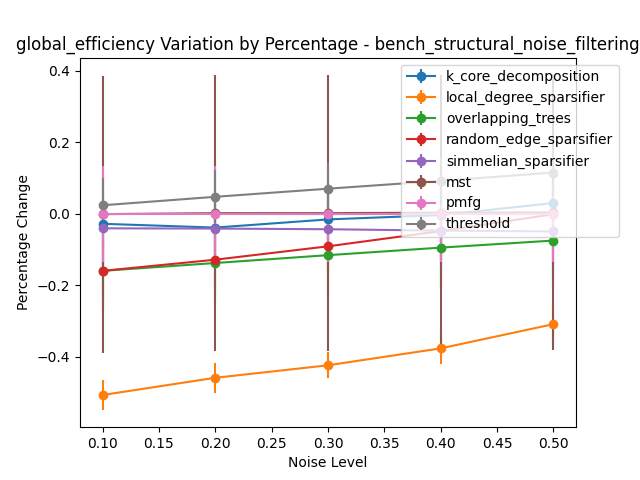 global_efficiency Variation by Percentage - bench_structural_noise_filtering
Percentage Change
0.4
0.2
0.0
−0.2
−0.4
k_core_decomposition
local_degree_sparsifier
overlapping_trees
random_edge_sparsifier
simmelian_sparsifier
mst
pmfg
threshold
0.10 0.15 0.20 0.25 0.30 0.35 0.40 0.45 0.50
Noise Level